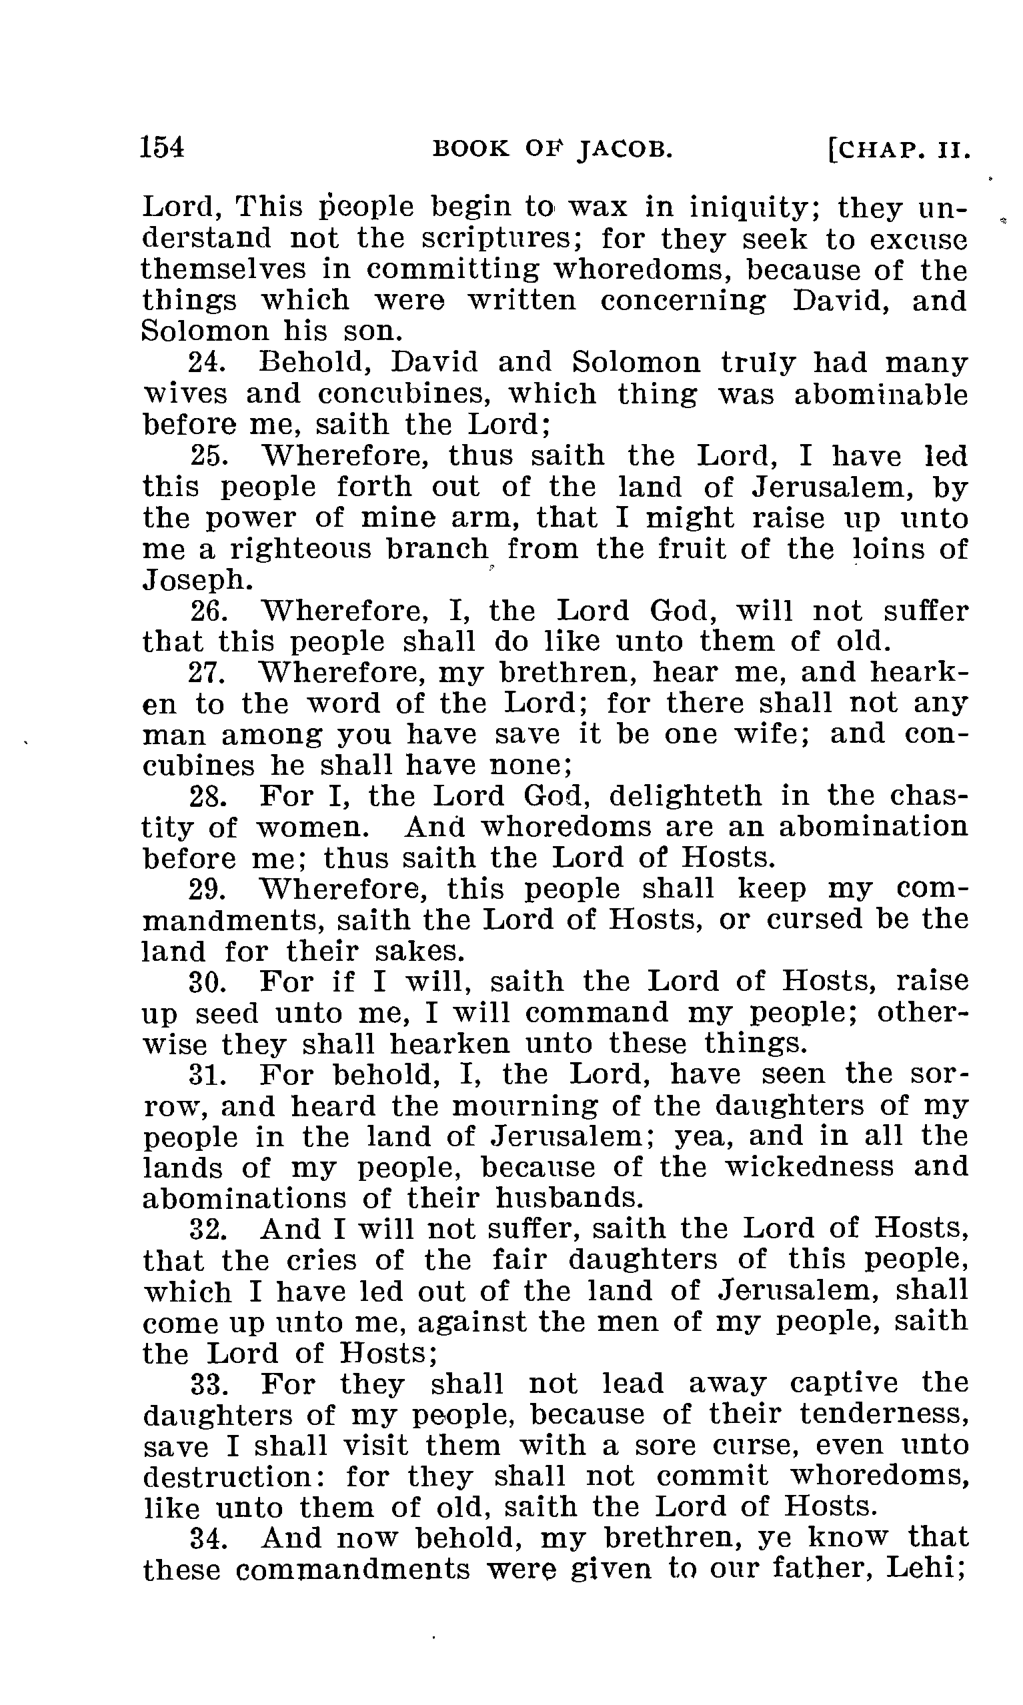 154 BOOK OF JACOB. [CHAP. II.
Lord, This people begin to wax in iniquity; they un-
derstand not the scriptures; for they seek to excuse
themselves in committing whoredoms, because of the
things which were written concerning David, and
Solomon his son.
24. Behold, David and Solomon truly had many
wives and concubines, which thing was abominable
before me, saith the Lord;
25. Wherefore, thus saith the Lord, I have led
this people forth out of the land of Jerusalem, by
the power of mine arm, that I might raise up unto
me a righteous branch from the fruit of the loins of
Joseph.
26. Wherefore, I, the Lord God, will not suffer
that this people shall do like unto them of old.
27. Wherefore, my brethren, hear me, and heark-
en to the word of the Lord; for there shall not any
man among you have save it be one wife; and con-
cubines he shall have none;
28. For I, the Lord God, delighteth in the chas-
tity of women. And whoredoms are an abomination
before me; thus saith the Lord of Hosts.
29. Wherefore, this people shall keep my com-
mandments, saith the Lord of Hosts, or cursed be the
land for their sakes.
30. For if I will, saith the Lord of Hosts, raise
up seed unto me, I will command my people; other-
wise they shall hearken unto these things.
31. For behold, I, the Lord, have seen the sor-
row, and heard the mourning of the daughters of my
people in the land of Jerusalem; yea, and in all the
lands of my people, because of the wickedness and
abominations of their husbands.
32. And I will not suffer, saith the Lord of Hosts,
that the cries of the fair daughters of this people,
which I have led out of the land of Jerusalem, shall
come up unto me, against the men of my people, saith
the Lord of Hosts;
33. For they shall not lead away captive the
daughters of my people, because of their tenderness,
save I shall visit them with a sore curse, even unto
destruction: for they shall not commit whoredoms,
like unto them of old, saith the Lord of Hosts.
34. And now behold, my brethren, ye know that
these commandments were given to our father, Lehi;